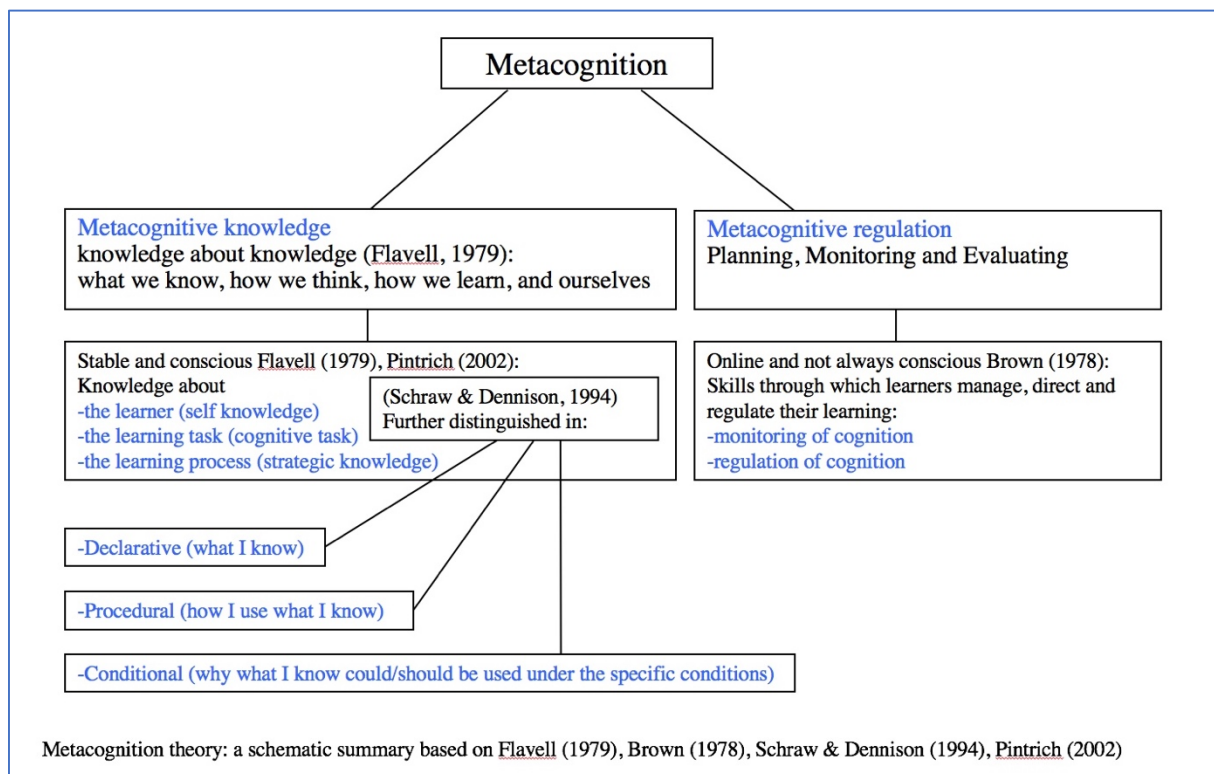 Metacognition
Metacognitive knowledge
knowledge about knowledge (Flavell, 1979):
what we know, how we think, how we learn, and ourselves
Metacognitive regulation
Planning, Monitoring and Evaluating
Stable and conscious Flavell (1979), Pintrich (2002):
Knowledge about
-the learner (self knowledge)
-the learning task (cognitive task)
-the learning process (strategic knowledge)
(Schraw & Dennison, 1994)
Further distinguished in:
Online and not always conscious Brown (1978):
Skills through which learners manage, direct and
regulate their learning:
-monitoring of cognition
-regulation of cognition
-Declarative (what I know)
-Procedural (how I use what I know)
-Conditional (why what I know could/should be used under the specific conditions)
Metacognition theory: a schematic summary based on Flavell (1979), Brown (1978), Schraw & Dennison (1994), Pintrich (2002)